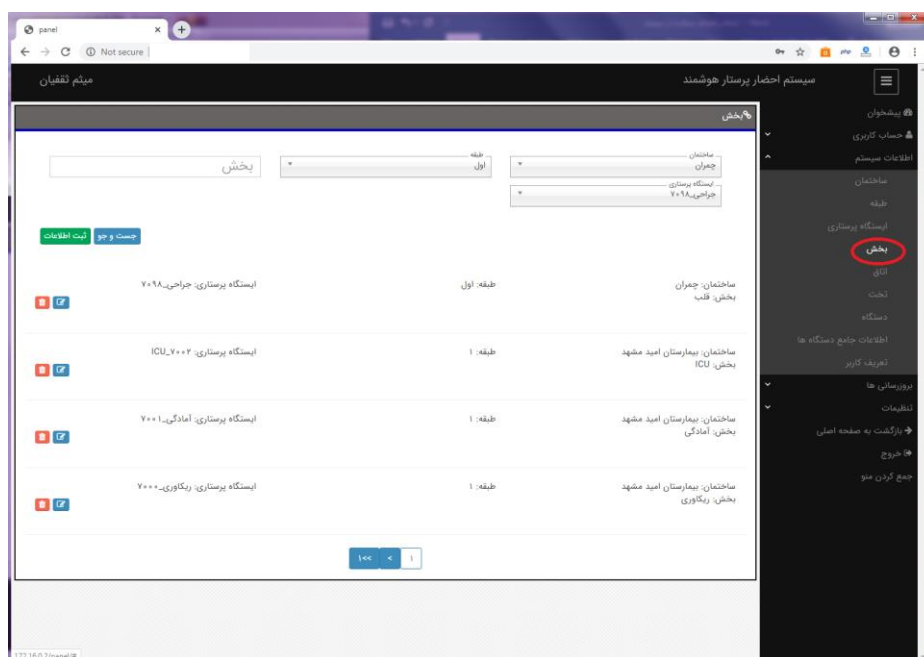 panel
Not secure
php
سیستم احضار پرستار هوشمند
میثم ثقفیان
پیشخوان
حساب کاربری
اطلاعات سیستم
ساختمان
طبقه
ایستگاه پرستاری
بخش
اتاق
تخت
دستگاه
اطلاعات جامع دستگاه ها
تعریف کاربر
بروزرسانی ها
تنظیمات
بازگشت به صفحه اصلی
خروج
جمع کردن منو
بخش
ساختمان
چمران
طبقه
اول
بخش
ایستگاه پرستاری
جراحی_۷۰۹۸
جست و جو
ثبت اطلاعات
ساختمان: چمران طبقه: اول ایستگاه پرستاری: جراحی_۷۰۹۸
بخش: قلب
ساختمان: بیمارستان امید مشهد طبقه: ۱ ایستگاه پرستاری: ICU_۷۰۰۲
بخش: ICU
ساختمان: بیمارستان امید مشهد طبقه: ۱ ایستگاه پرستاری: آمادگی_۷۰۰۱
بخش: آمادگی
ساختمان: بیمارستان امید مشهد طبقه: ۱ ایستگاه پرستاری: ریکاوری_۷۰۰۰
بخش: ریکاوری
۱ > ۱<<